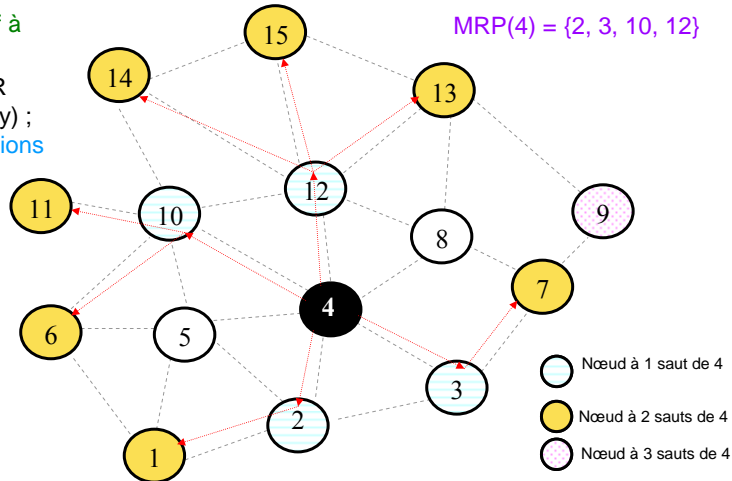 f à
R
y) ;
tions
MRP(4) = {2, 3, 10, 12}
15
14
13
12
11
10
9
8
7
4
6
5
3
2
1
Nœud à 1 saut de 4
Nœud à 2 sauts de 4
Nœud à 3 sauts de 4